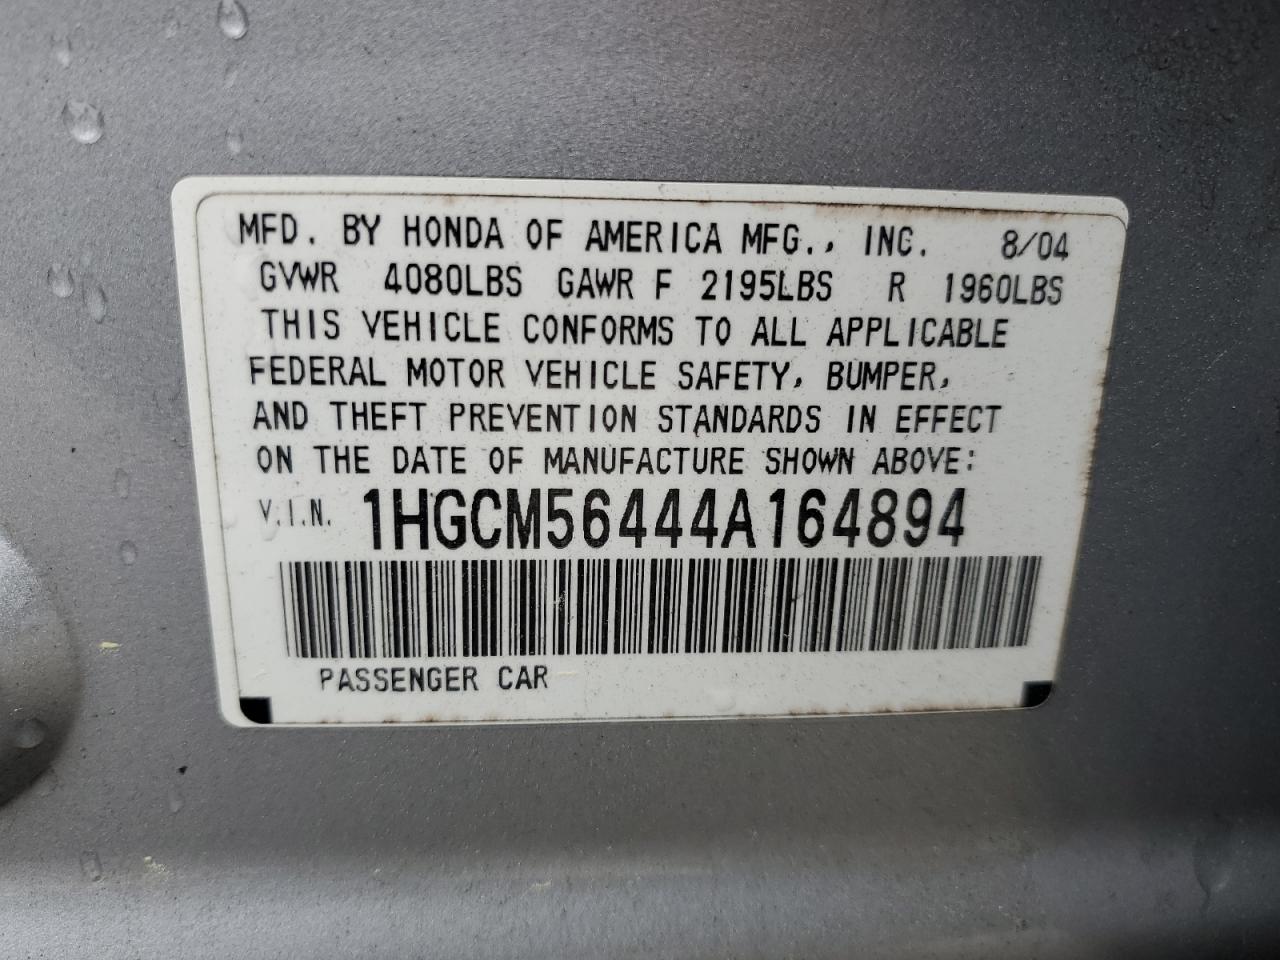 MFD. BY HONDA OF AMERICA MFG., INC. 8/04
GVWR 4080LBS GAWR F 2195LBS R 1960LBS
THIS VEHICLE CONFORMS TO ALL APPLICABLE
FEDERAL MOTOR VEHICLE SAFETY, BUMPER,
AND THEFT PREVENTION STANDARDS IN EFFECT
ON THE DATE OF MANUFACTURE SHOWN ABOVE:
V.I.N. 1HGCM56444A164894
PASSENGER CAR